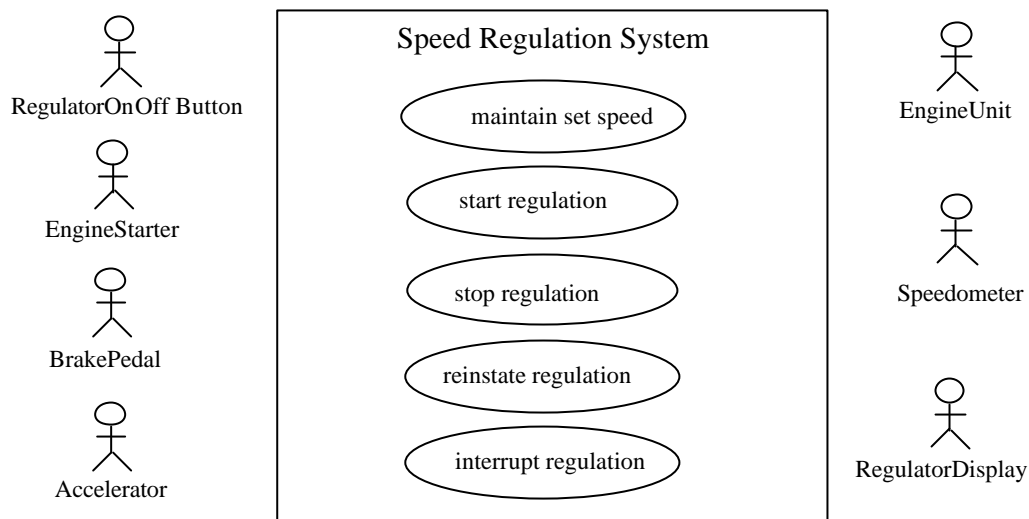 Speed Regulation System
RegulatorOnOff Button
EngineStarter
BrakePedal
Accelerator
maintain set speed
start regulation
stop regulation
reinstate regulation
interrupt regulation
EngineUnit
Speedometer
RegulatorDisplay